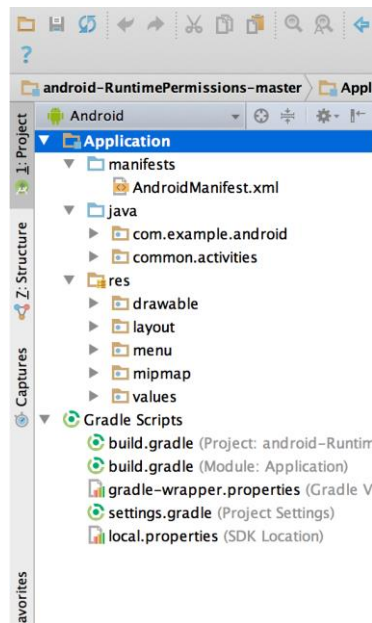 ?
android-RuntimePermissions-master
Appl
1: Project
Android
Application
manifests
AndroidManifest.xml
java
com.example.android
common.activities
Z: Structure
res
drawable
layout
menu
mipmap
values
Captures
Gradle Scripts
build.gradle (Project: android-Runtim
build.gradle (Module: Application)
gradle-wrapper.properties (Gradle V
settings.gradle (Project Settings)
local.properties (SDK Location)
avorites